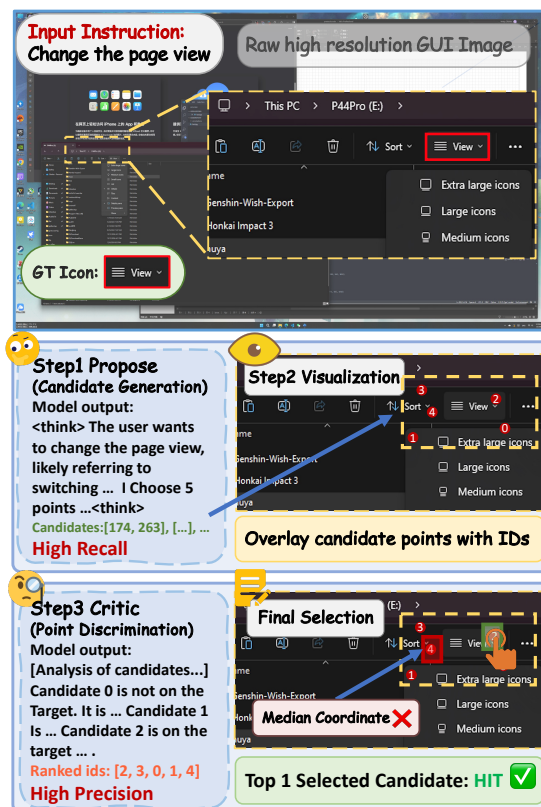 Input Instruction:
Change the page view
Raw high resolution GUI Image
This PC > P44Pro (E:) >
Sort
View
ame
Genshin-Wish-Export
Honkai Impact 3
uya
Extra large icons
Large icons
Medium icons
GT Icon:
View
Step1 Propose
(Candidate Generation)
Model output:
<think> The user wants
to change the page view,
likely referring to
switching ... I Choose 5
points ...<think>
Candidates:[174, 263], […], ...
High Recall
Step2 Visualization
3
Sort
4
View
2
0
1
ame
Genshin-Wish-Export
Honkai Impact 3
uya
Extra large icons
Large icons
Medium icons
Overlay candidate points with IDs
Step3 Critic
(Point Discrimination)
Model output:
[Analysis of candidates...]
Candidate 0 is not on the
Target. It is ... Candidate 1
Is ... Candidate 2 is on the
target ... .
Ranked ids: [2, 3, 0, 1, 4]
High Precision
Final Selection
(E:) >
3
Sort
4
?
1
ame
Genshin-Wish-Export
Extra large icons
Large icons
Medium icons
Median Coordinate
Top 1 Selected Candidate: HIT